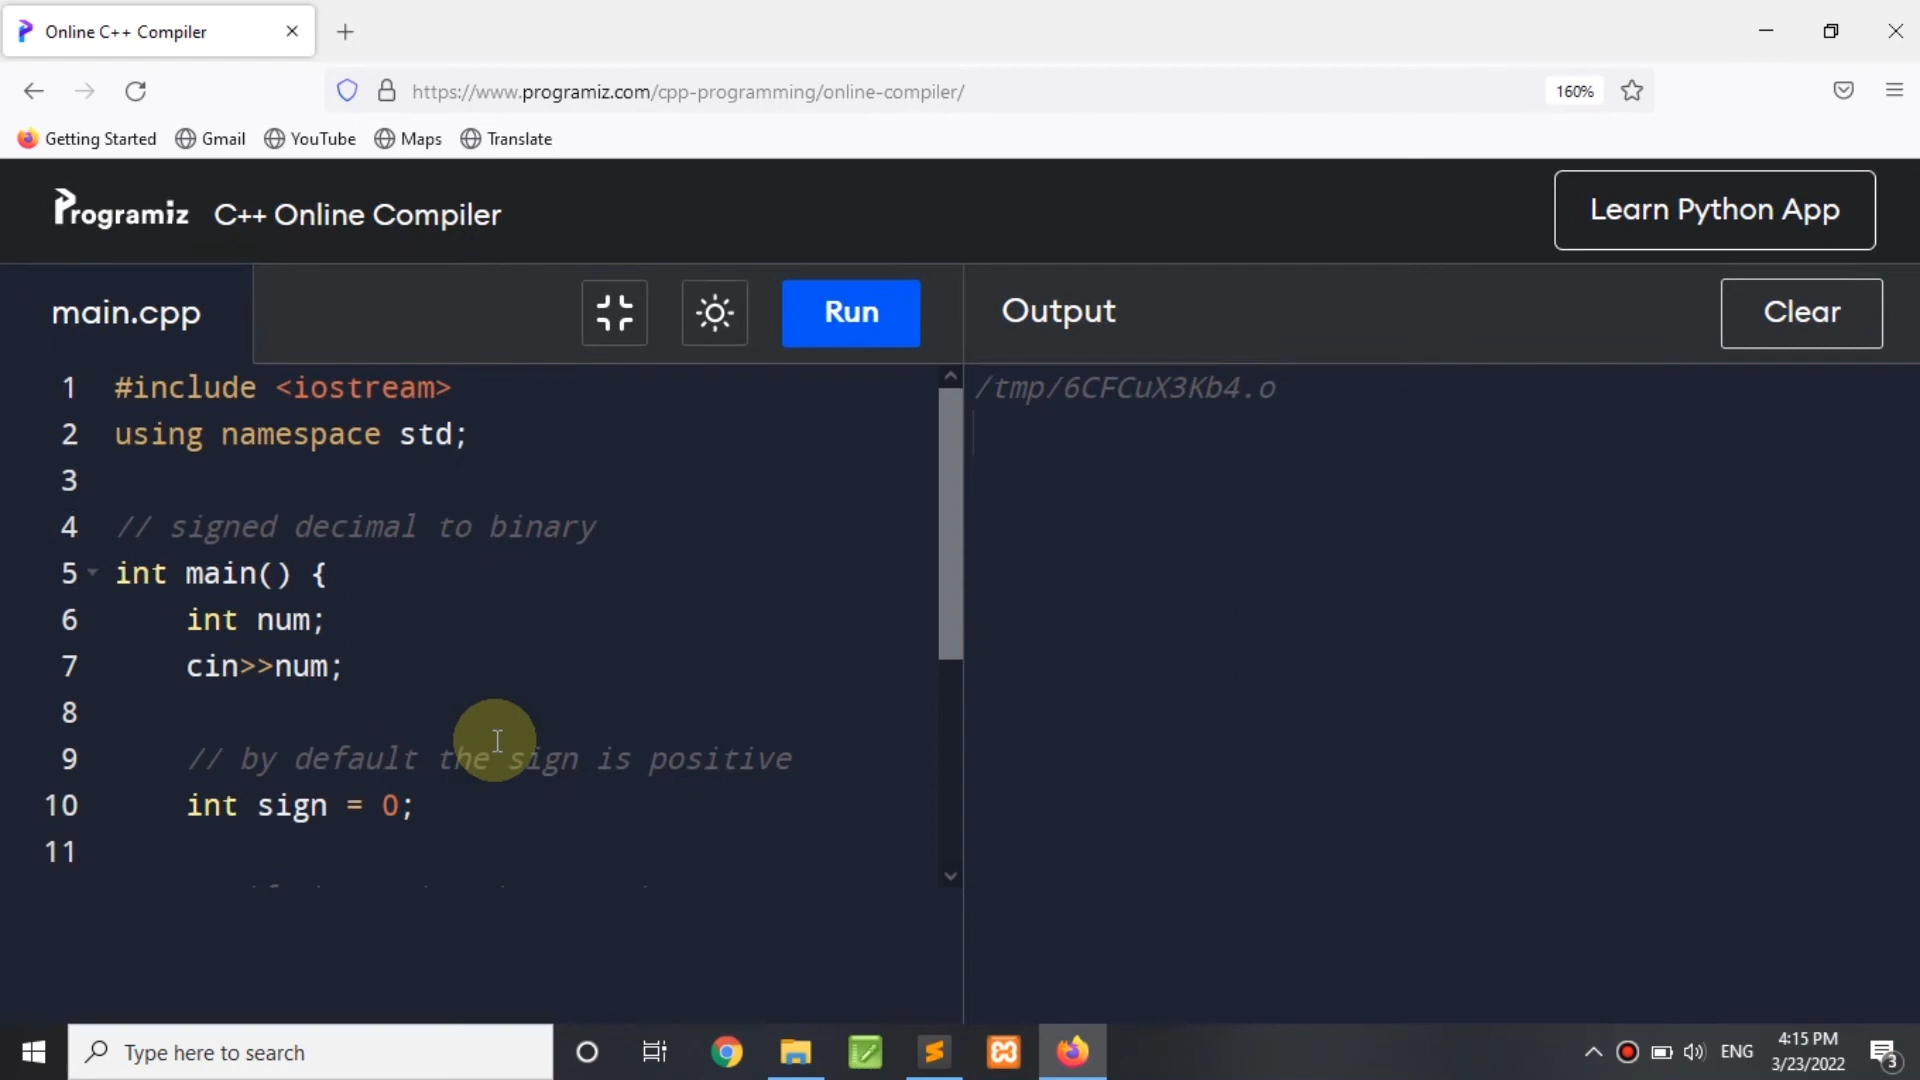 Online C++ Compiler
https://www.programiz.com/cpp-programming/online-compiler/
160%
Getting Started
Gmail
YouTube
Maps
Translate
Programiz
C++ Online Compiler
Learn Python App
main.cpp
Run
Output
Clear
1 #include <iostream>
2 using namespace std;
3
4 // signed decimal to binary
5 int main() {
6 int num;
7 cin>>num;
8
9 // by default the sign is positive
10 int sign = 0;
11
/tmp/6CFCuX3Kb4.o
Type here to search
ENG
4:15 PM
3/23/2022
3